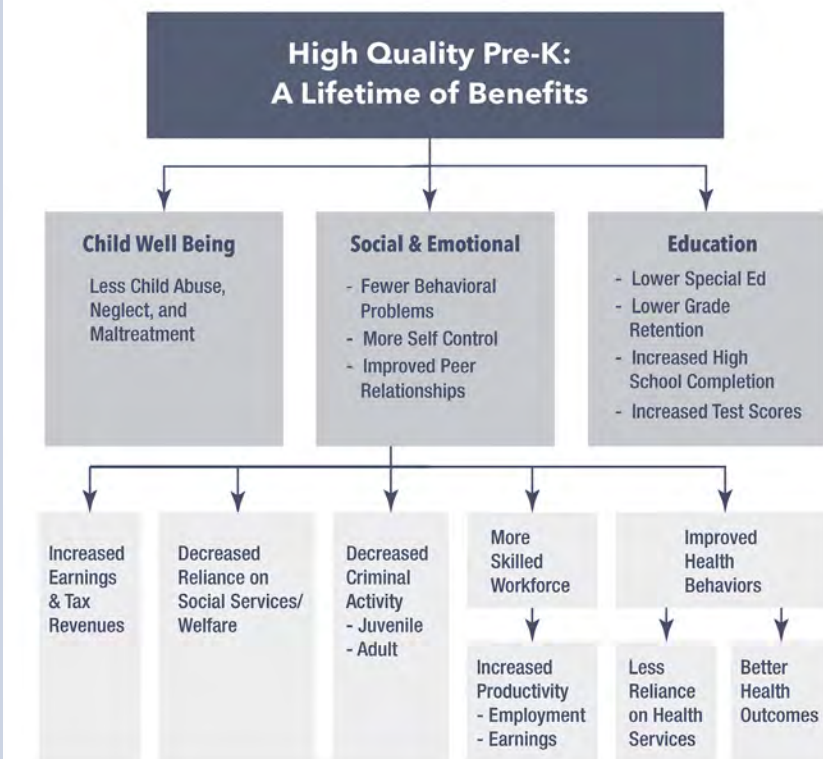 High Quality Pre-K:
A Lifetime of Benefits
Child Well Being
Less Child Abuse,
Neglect, and
Maltreatment
Social & Emotional
- Fewer Behavioral
Problems
- More Self Control
- Improved Peer
Relationships
Education
- Lower Special Ed
- Lower Grade
Retention
- Increased High
School Completion
- Increased Test Scores
Increased
Earnings
& Tax
Revenues
Decreased
Reliance on
Social Services/
Welfare
Decreased
Criminal
Activity
- Juvenile
- Adult
More
Skilled
Workforce
Increased
Productivity
- Employment
- Earnings
Improved
Health
Behaviors
Less
Reliance
on Health
Services
Better
Health
Outcomes